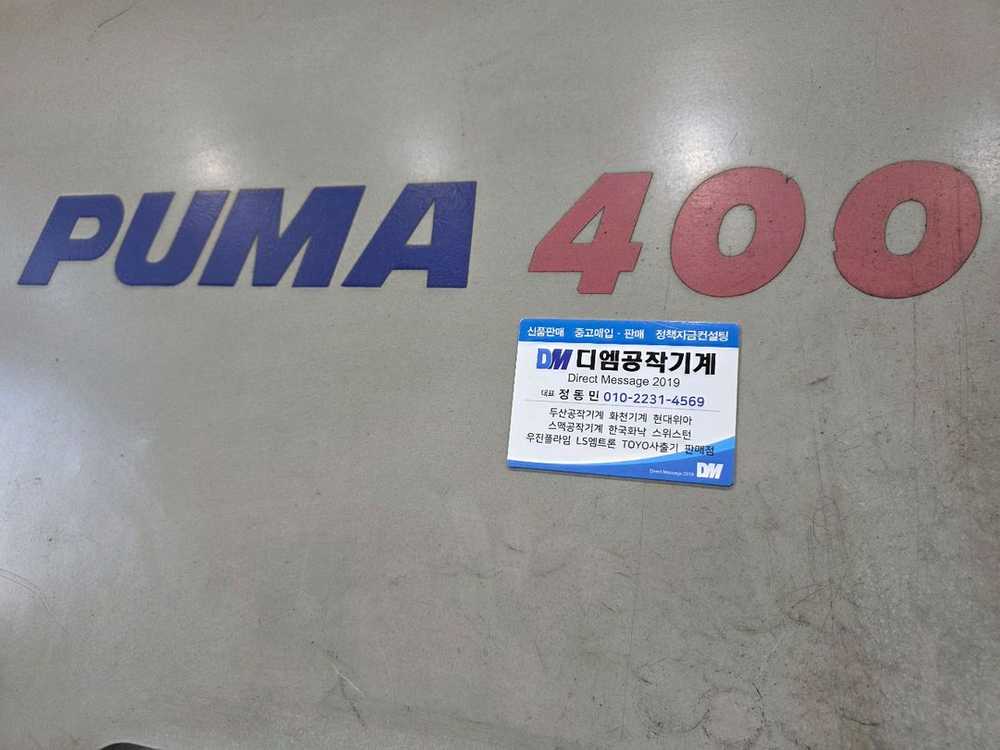 PUMA 400
신품판매 중고매입 · 판매 정책자금컨설팅
DM 디엠공작기계
Direct Message 2019
대표 정동민 010-2231-4569
두산공작기계 화천기계 현대위아
스맥공작기계 한국화낙 스위스턴
우진플라임 LS엠트론 TOYO사출기 판매점
Direct Message 2019 DM